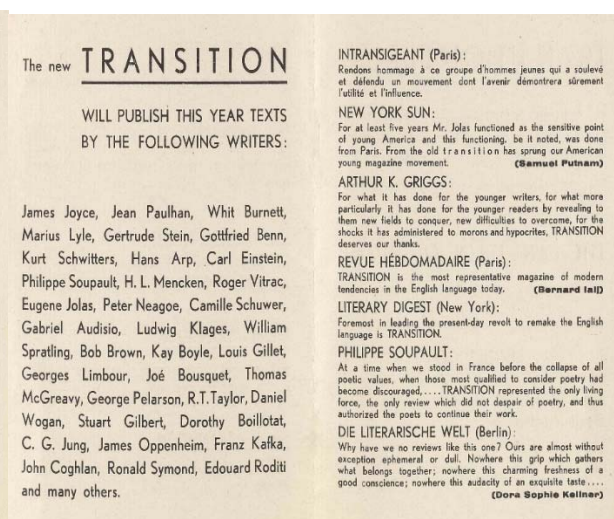 The new TRANSITION
WILL PUBLISH THIS YEAR TEXTS
BY THE FOLLOWING WRITERS:
James Joyce, Jean Paulhan, Whit Burnett,
Marius Lyle, Gertrude Stein, Gottfried Benn,
Kurt Schwitters, Hans Arp, Carl Einstein,
Philippe Soupault, H. L. Mencken, Roger Vitrac,
Eugene Jolas, Peter Neagoe, Camille Schuwer,
Gabriel Audisio, Ludwig Klages, William
Spratling, Bob Brown, Kay Boyle, Louis Gillet,
Georges Limbour, Joé Bousquet, Thomas
McGreavy, George Pelarson, R.T.Taylor, Daniel
Wogan, Stuart Gilbert, Dorothy Boillotat,
C. G. Jung, James Oppenheim, Franz Kafka,
John Coghlan, Ronald Symond, Edouard Roditi
and many others.
INTRANSIGEANT (Paris):
Rendons hommage à ce groupe d'hommes jeunes qui a soulevé
et défendu un mouvement dont l'avenir démontrera sûrement
l'utilité et l'influence.
NEW YORK SUN:
For at least five years Mr. Jolas functioned as the sensitive point
of young America and this functioning, be it noted, was done
from Paris. From the old transition has sprung our American
young magazine movement. (Samuel Putnam)
ARTHUR K. GRIGGS:
For what it has done for the younger writers, for what more
particularly it has done for the younger readers by revealing to
them new fields to conquer, new difficulties to overcome, for the
shocks it has administered to morons and hypocrites, TRANSITION
deserves our thanks.
REVUE HÉBDOMADAIRE (Paris):
TRANSITION is the most representative magazine of modern
tendencies in the English language today. (Bernard Iaïj)
LITERARY DIGEST (New York):
Foremost in leading the present-day revolt to remake the English
language is TRANSITION.
PHILIPPE SOUPAULT:
At a time when we stood in France before the collapse of all
poetic values, when those most qualified to consider poetry had
become discouraged,.... TRANSITION represented the only living
force, the only review which did not despair of poetry, and thus
authorized the poets to continue their work.
DIE LITERARISCHE WELT (Berlin):
Why have we no reviews like this one? Ours are almost without
exception ephemeral or dull. Nowhere this grip which gathers
what belongs together; nowhere this charming freshness of a
good conscience; nowhere this audacity of an exquisite taste....
(Dora Sophie Kellner)